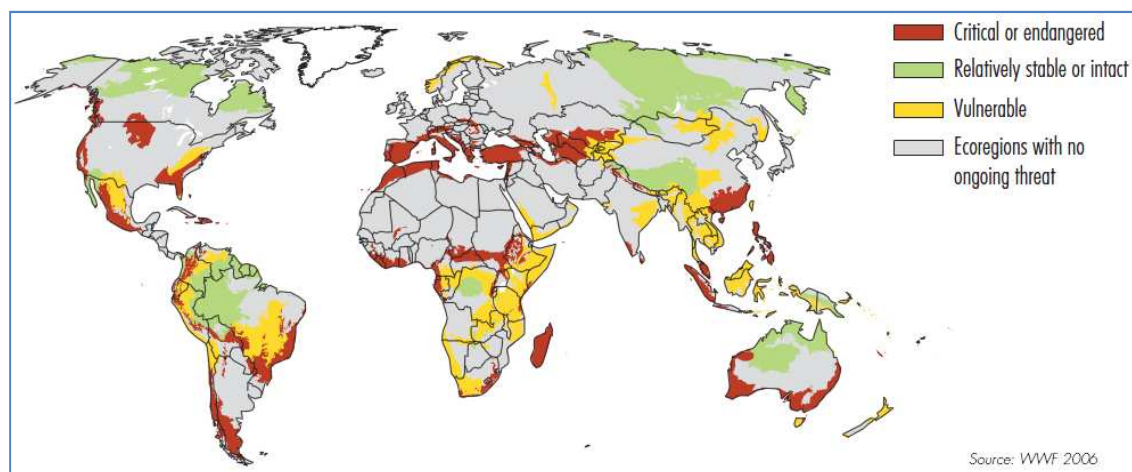 Critical or endangered
Relatively stable or intact
Vulnerable
Ecoregions with no
ongoing threat
Source: WWF 2006